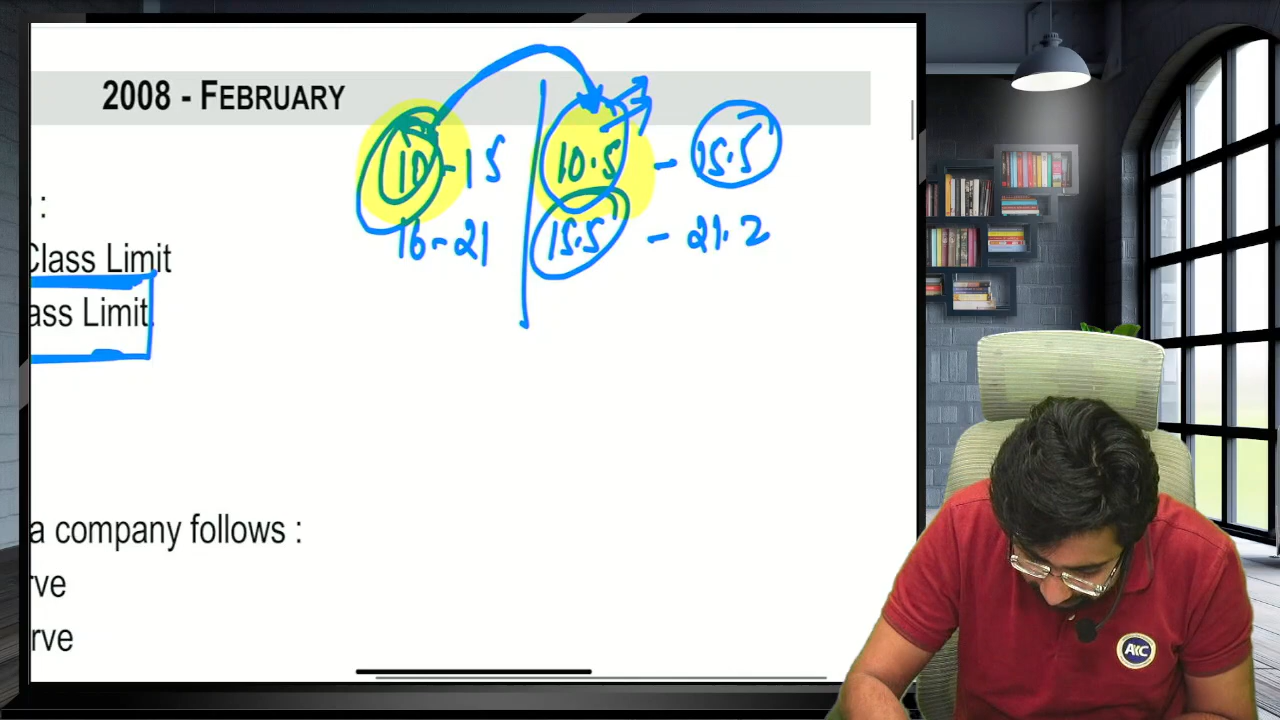 2008 - FEBRUARY
10 - 15 | 10.5 - 15.5
16 - 21 | 15.5 - 21.2
:
Class Limit
ass Limit.
a company follows :
rve
rve
AKC